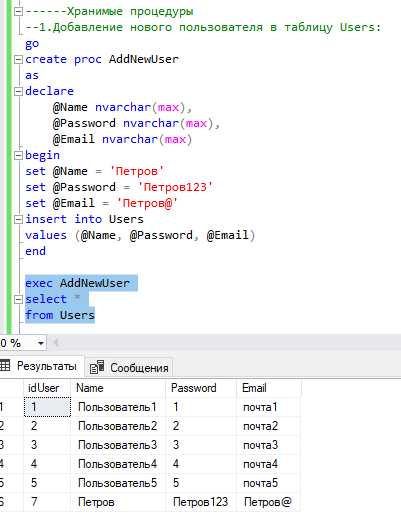 ------Хранимые процедуры
--1.Добавление нового пользователя в таблицу Users:
go
create proc AddNewUser
as
declare
@Name nvarchar(max),
@Password nvarchar(max),
@Email nvarchar(max)
begin
set @Name = 'Петров'
set @Password = 'Петров123'
set @Email = 'Петров@'
insert into Users
values (@Name, @Password, @Email)
end
exec AddNewUser
select *
from Users
0 %
Результаты Сообщения
idUser Name Password Email
1 1 Пользователь1 1 почта1
2 2 Пользователь2 2 почта2
3 3 Пользователь3 3 почта3
4 4 Пользователь4 4 почта4
5 5 Пользователь5 5 почта5
6 7 Петров Петров123 Петров@